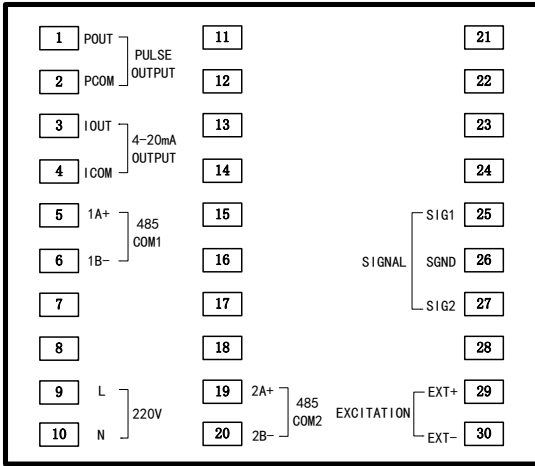 1 POUT
PULSE
OUTPUT
2 PCOM
3 IOUT
4-20mA
OUTPUT
4 ICOM
5 1A+
485
COM1
6 1B-
7
8
9 L
220V
10 N
11
12
13
14
15
16
17
18
19 2A+
485
COM2
20 2B-
21
22
23
24
SIG1 25
SIGNAL SGND 26
SIG2 27
28
EXT+ 29
EXCITATION
EXT- 30